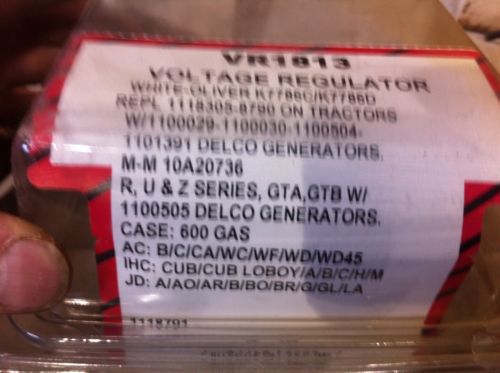 VR1813
VOLTAGE REGULATOR
WHITE-OLIVER K7786C/K7786D
REPL 1118305-8790 ON TRACTORS
W/1100029-1100030-1100504-
1101391 DELCO GENERATORS.
M-M 10A20736
R, U & Z SERIES, GTA,GTB W/
1100505 DELCO GENERATORS.
CASE: 600 GAS
AC: B/C/CA/WC/WF/WD/WD45
IHC: CUB/CUB LOBOY/A/B/C/H/M
JD: A/AO/AR/B/BO/BR/G/GL/LA
1118791